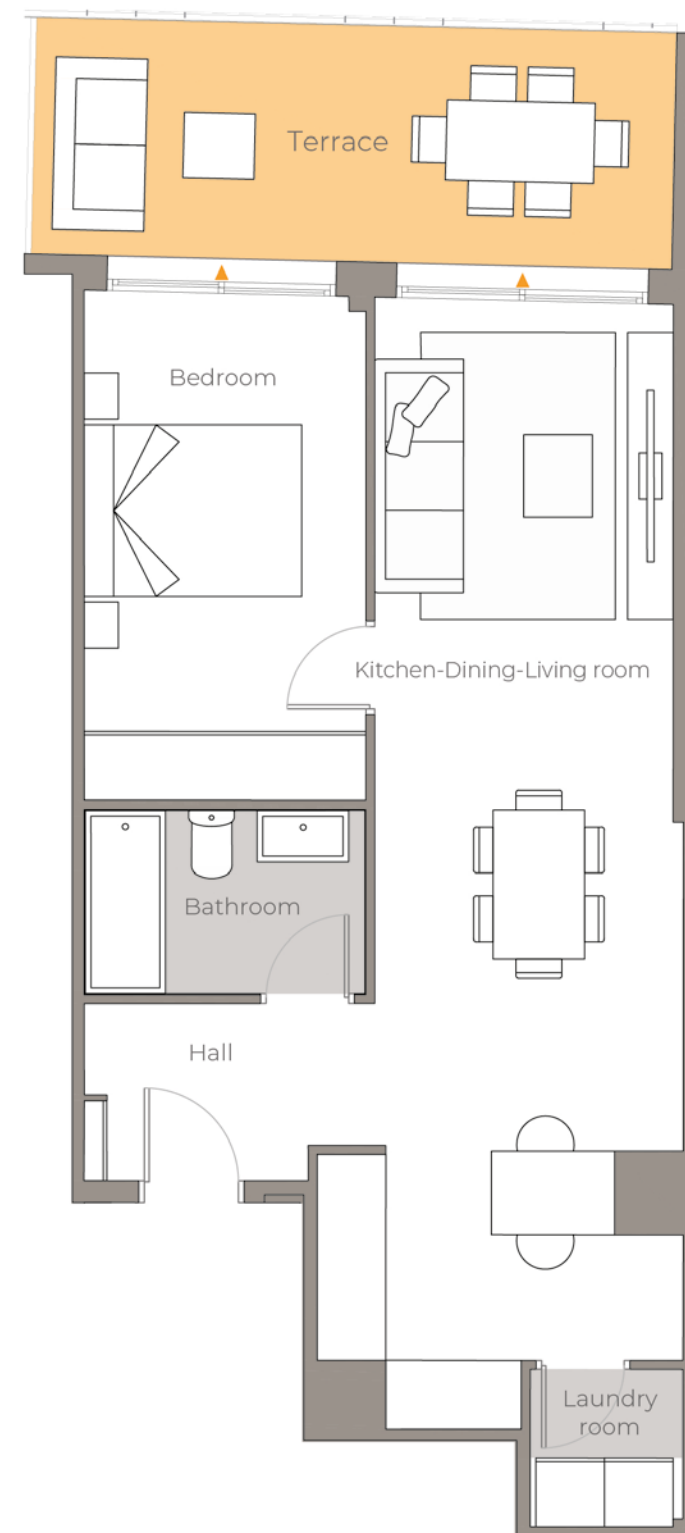 Terrace
Bedroom
Kitchen-Dining-Living room
Bathroom
Hall
Laundry
room